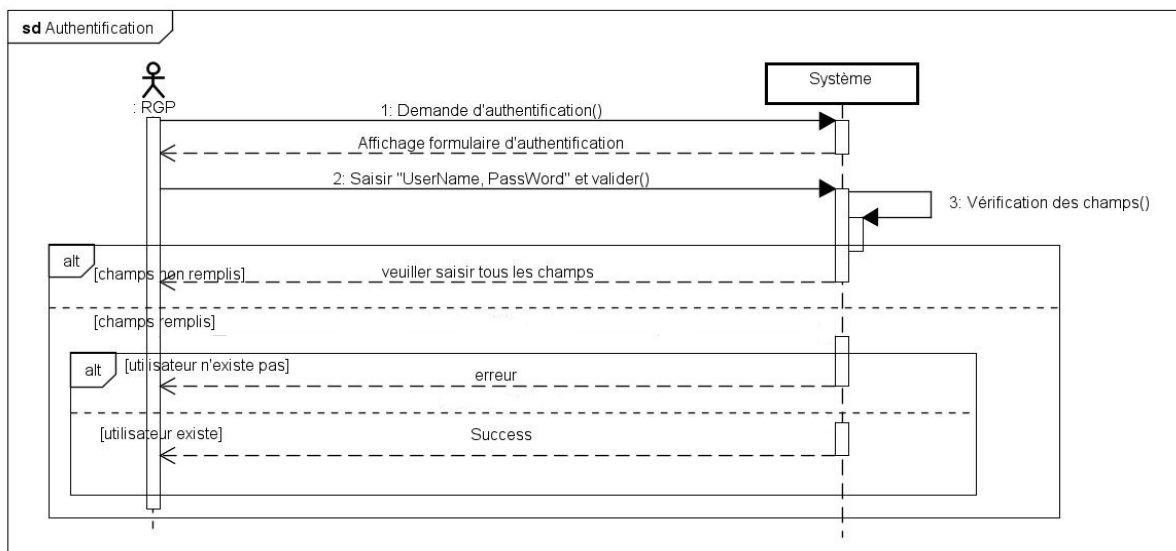 sd Authentification
Système
: RGP
1: Demande d'authentification()
Affichage formulaire d'authentification
2: Saisir "UserName, PassWord" et valider()
3: Vérification des champs()
alt
[champs non remplis]
veuiller saisir tous les champs
[champs remplis]
alt
[utilisateur n'existe pas]
erreur
[utilisateur existe]
Success